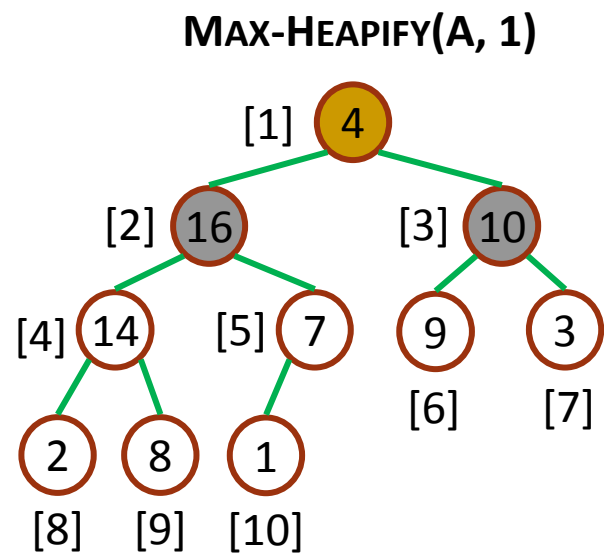 MAX-HEAPIFY(A, 1)
[1] 4
[2] 16 [3] 10
[4] 14 [5] 7 9 3
[6] [7]
2 8 1
[8] [9] [10]